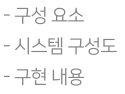 - 구성 요소
- 시스템 구성도
- 구현 내용